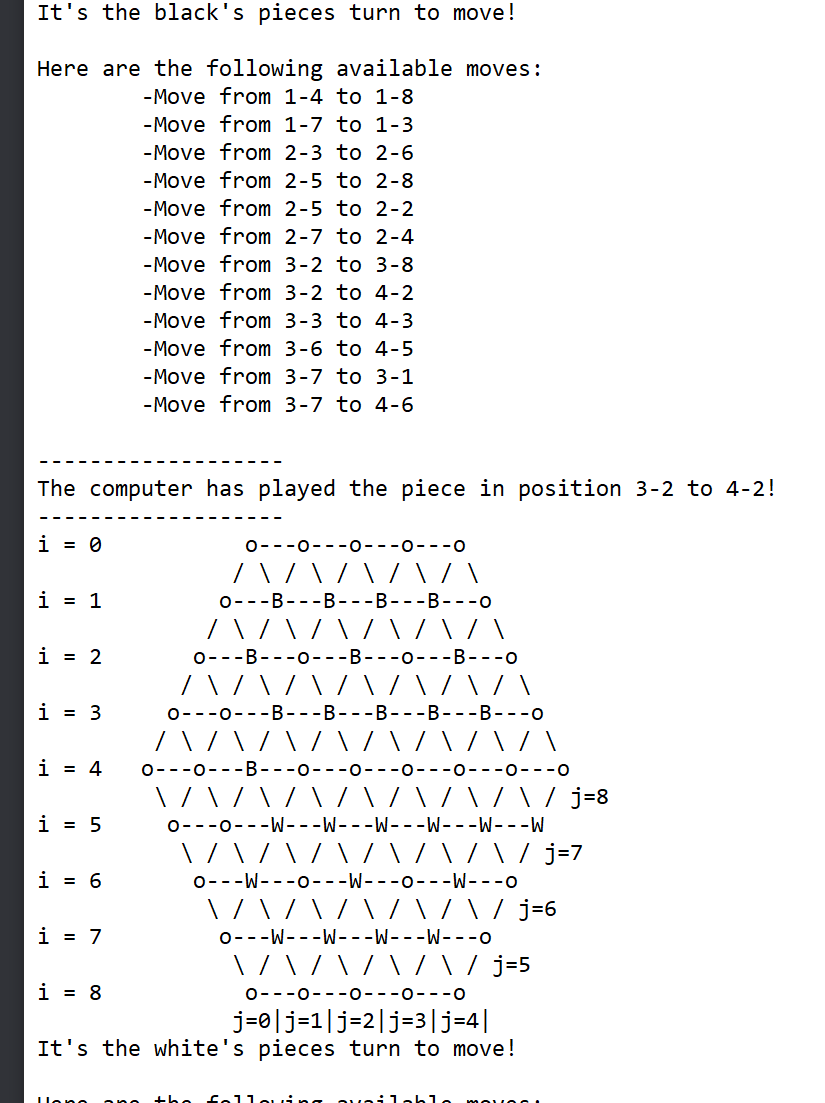 It's the black's pieces turn to move!
Here are the following available moves:
-Move from 1-4 to 1-8
-Move from 1-7 to 1-3
-Move from 2-3 to 2-6
-Move from 2-5 to 2-8
-Move from 2-5 to 2-2
-Move from 2-7 to 2-4
-Move from 3-2 to 3-8
-Move from 3-2 to 4-2
-Move from 3-3 to 4-3
-Move from 3-6 to 4-5
-Move from 3-7 to 3-1
-Move from 3-7 to 4-6
-------------------
The computer has played the piece in position 3-2 to 4-2!
-------------------
i = 0           o---o---o---o---o
               / \ / \ / \ / \ / \
i = 1         o---B---B---B---B---o
             / \ / \ / \ / \ / \ / \
i = 2       o---B---o---B---o---B---o
           / \ / \ / \ / \ / \ / \ / \
i = 3     o---o---B---B---B---B---B---o
         / \ / \ / \ / \ / \ / \ / \ / \
i = 4   o---o---B---o---o---o---o---o---o
         \ / \ / \ / \ / \ / \ / \ / \ / j=8
i = 5     o---o---W---W---W---W---W---W
           \ / \ / \ / \ / \ / \ / \ / j=7
i = 6       o---W---o---W---o---W---o
             \ / \ / \ / \ / \ / \ / j=6
i = 7         o---W---W---W---W---o
               \ / \ / \ / \ / \ / j=5
i = 8           o---o---o---o---o
               j=0|j=1|j=2|j=3|j=4|
It's the white's pieces turn to move!
Here are the following available moves: